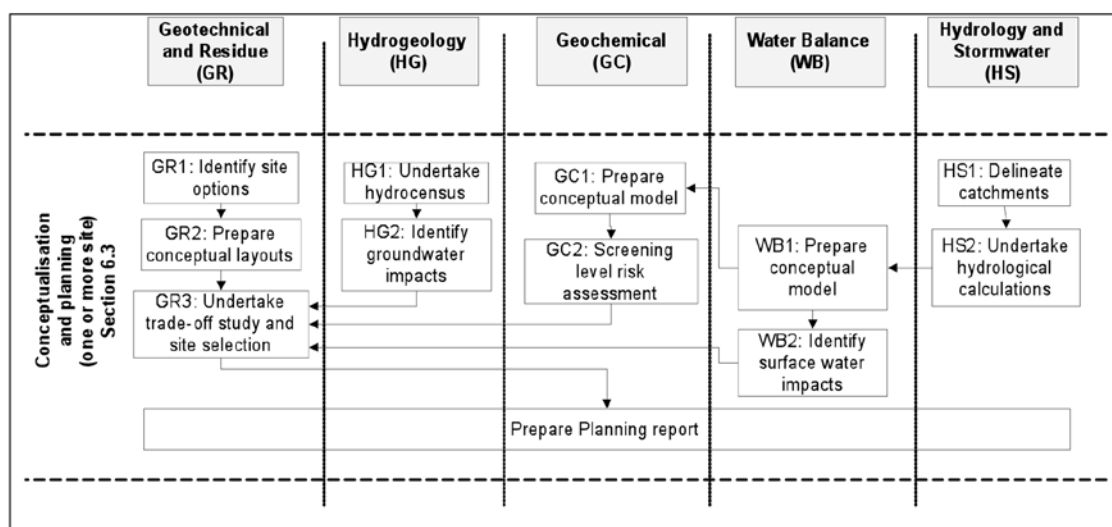 Geotechnical
and Residue
(GR)
Hydrogeology
(HG)
Geochemical
(GC)
Water Balance
(WB)
Hydrology and
Stormwater
(HS)
Conceptualisation
and planning
(one or more site)
Section 6.3
GR1: Identify site
options
GR2: Prepare
conceptual layouts
GR3: Undertake
trade-off study and
site selection
HG1: Undertake
hydrocensus
HG2: Identify
groundwater
impacts
GC1: Prepare
conceptual model
GC2: Screening
level risk
assessment
WB1: Prepare
conceptual
model
WB2: Identify
surface water
impacts
HS1: Delineate
catchments
HS2: Undertake
hydrological
calculations
Prepare Planning report